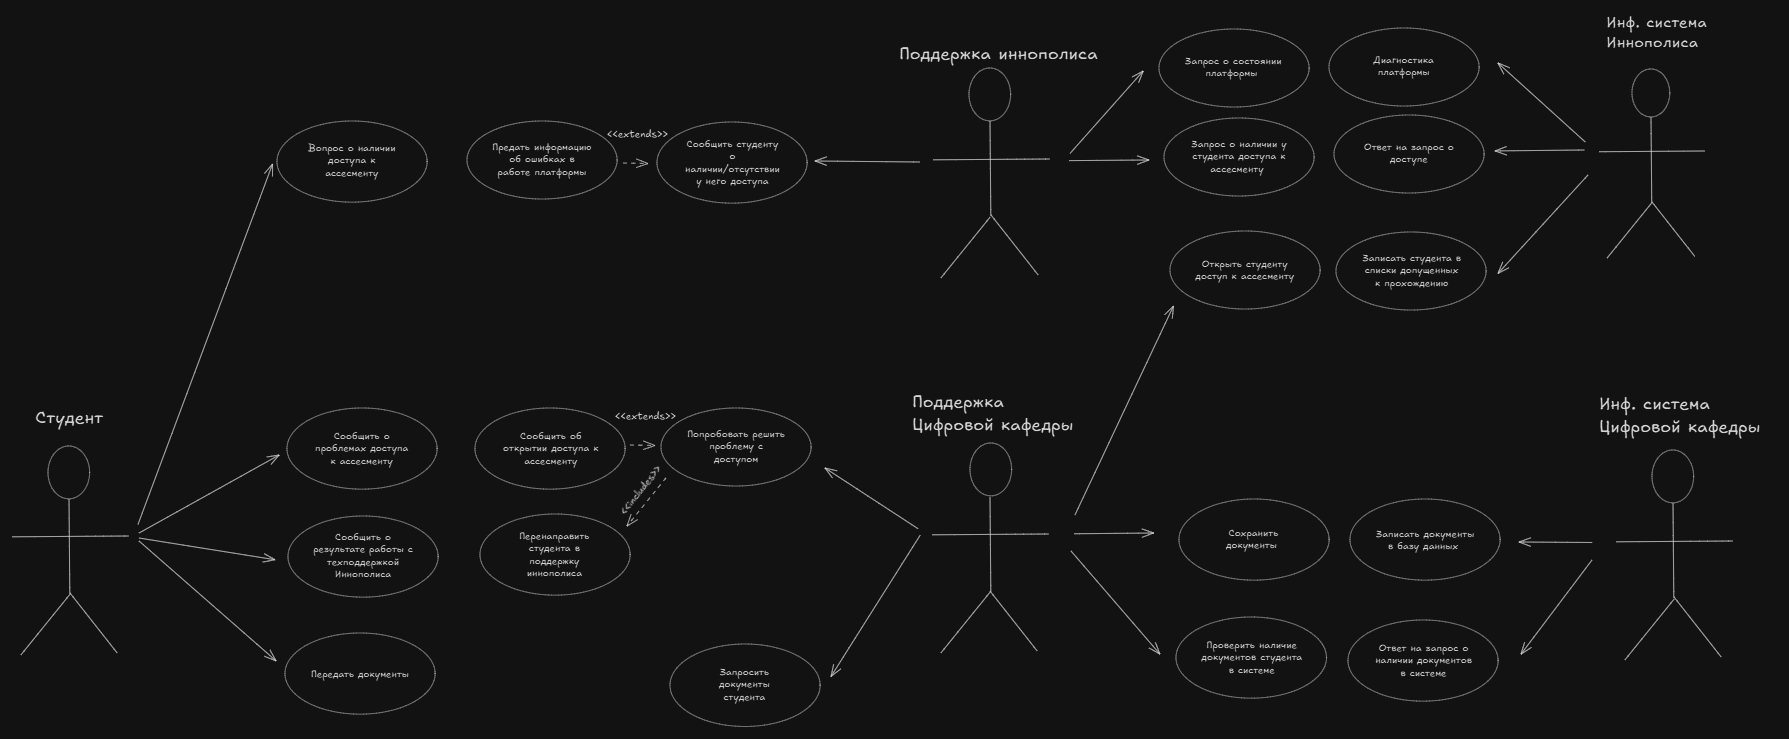 Поддержка иннополиса
Инф. система
Иннополиса
Запрос о состоянии
платформы
Диагностика
платформы
Вопрос о наличии
доступа к
ассесменту
Предать информацию
об ошибках в
работе платформы
<<extends>>
Сообщить студенту
о
наличии/отсутствии
у него доступа
Запрос о наличии у
студента доступа к
ассесменту
Ответ на запрос о
доступе
Открыть студенту
доступ к ассесменту
Записать студента в
списки допущенных
к прохождению
Студент
Поддержка
Цифровой кафедры
Инф. система
Цифровой кафедры
Сообщить о
проблемах доступа
к ассесменту
Сообщить об
открытии доступа к
ассесменту
<<extends>>
Попробовать решить
проблему с
доступом
<<includes>>
Сообщить о
результате работы с
техподдержкой
Иннополиса
Перенаправить
студента в
поддержку
иннополиса
Сохранить
документы
Записать документы
в базу данных
Передать документы
Запросить
документы
студента
Проверить наличие
документов студента
в системе
Ответ на запрос о
наличии документов
в системе